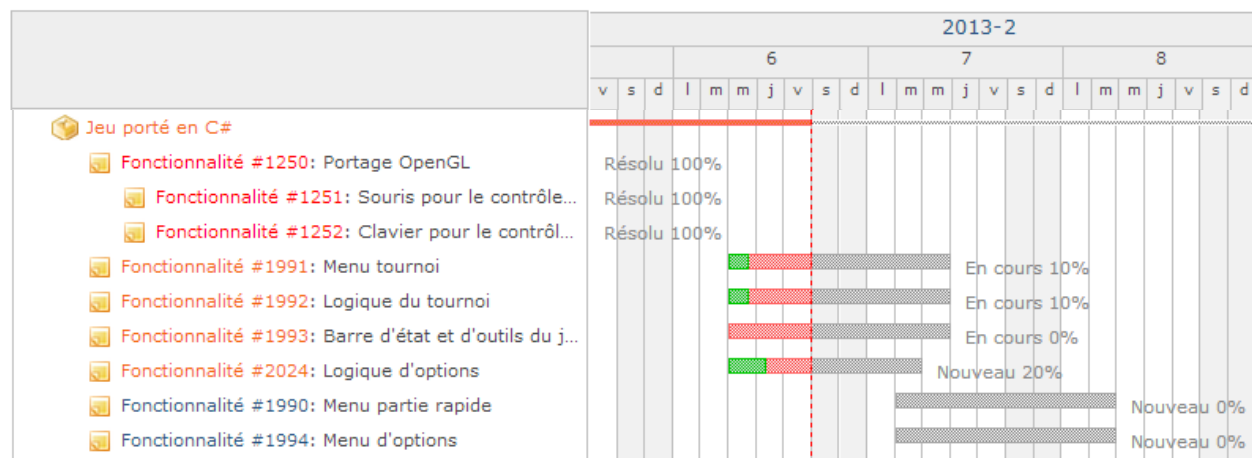 2013-2
6 7 8
v s d l m m j v s d l m m j v s d l m m j v s d
Jeu porté en C#
Fonctionnalité #1250: Portage OpenGL Résolu 100%
Fonctionnalité #1251: Souris pour le contrôle... Résolu 100%
Fonctionnalité #1252: Clavier pour le contrôl... Résolu 100%
Fonctionnalité #1991: Menu tournoi En cours 10%
Fonctionnalité #1992: Logique du tournoi En cours 10%
Fonctionnalité #1993: Barre d'état et d'outils du j... En cours 0%
Fonctionnalité #2024: Logique d'options Nouveau 20%
Fonctionnalité #1990: Menu partie rapide Nouveau 0%
Fonctionnalité #1994: Menu d'options Nouveau 0%